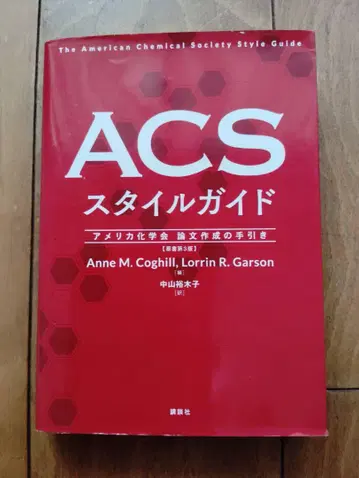 The American Chemical Society Style Guide
ACS
スタイルガイド
アメリカ化学会 論文作成の手引き
【原書第3版】
Anne M. Coghill, Lorrin R. Garson
[編]
中山裕木子
[訳]
講談社